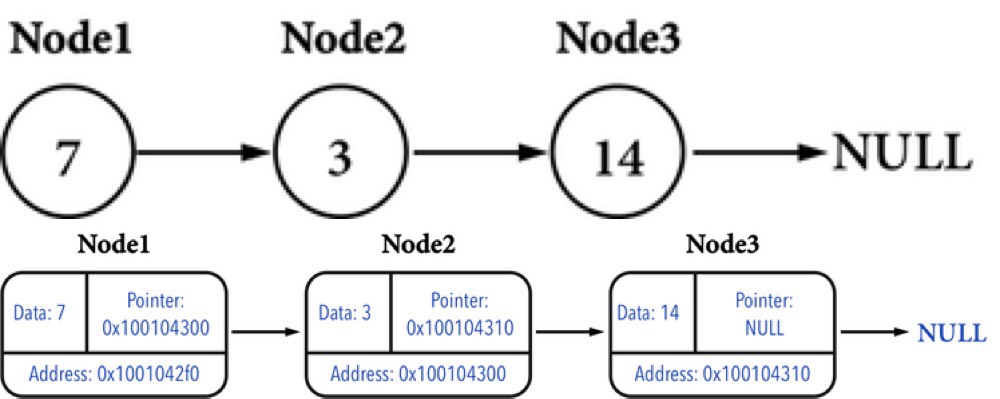 Node1 Node2 Node3
7 3 14 NULL
Node1 Node2 Node3
Data: 7 Pointer: 0x100104300
Address: 0x1001042f0
Data: 3 Pointer: 0x100104310
Address: 0x100104300
Data: 14 Pointer: NULL
Address: 0x100104310
NULL